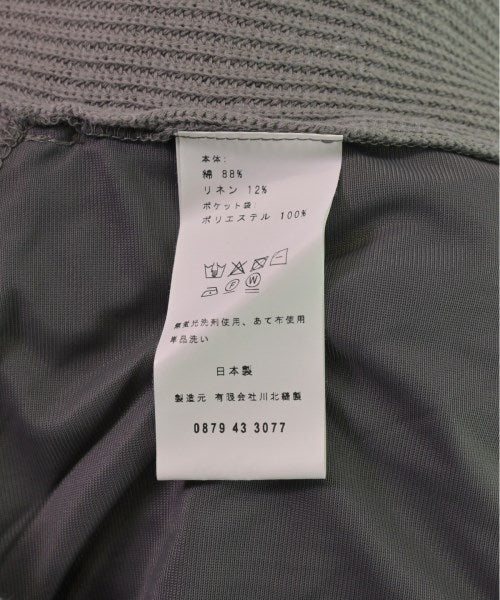 本体:
綿 88%
リネン 12%
ポケット袋:
ポリエステル 100%
F W
無蛍光洗剤使用、あて布使用
単品洗い
日本製
製造元 有限会社川北縫製
0879 43 3077